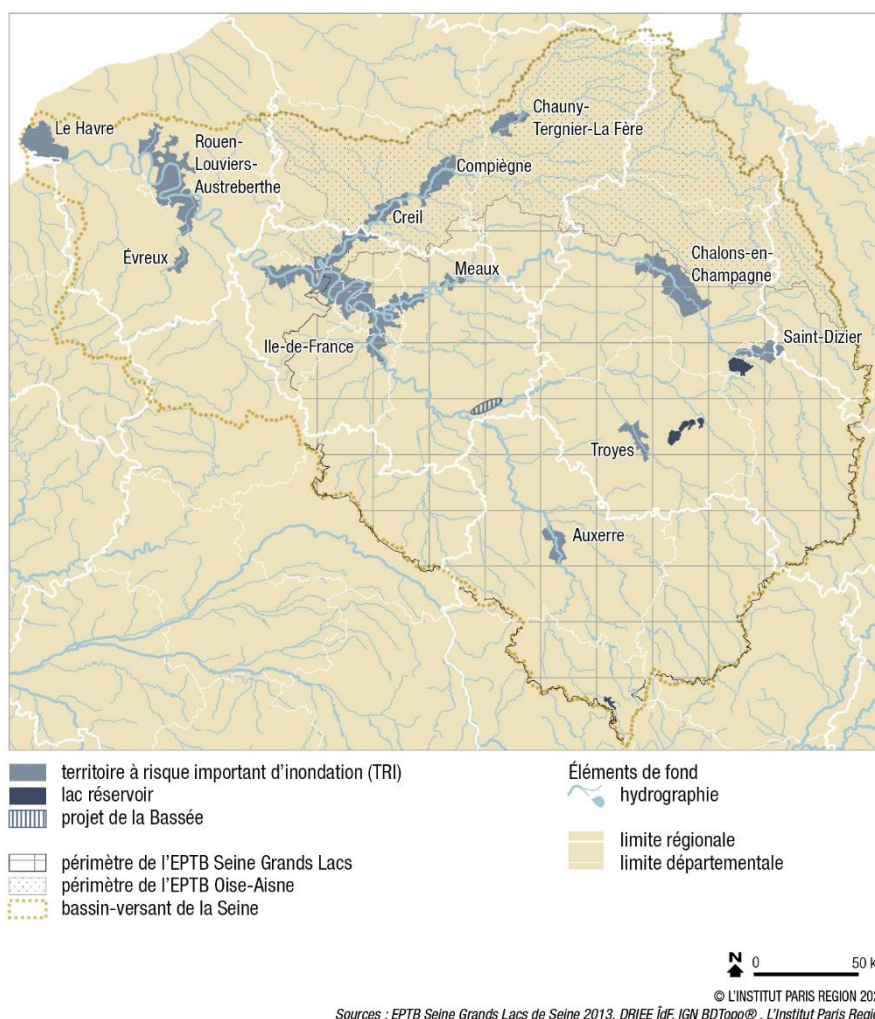 Le Havre
Rouen-
Louviers-
Austreberthe
Évreux
Chauny-
Tergnier-La Fère
Compiègne
Creil
Meaux
Ile-de-France
Chalons-en-
Champagne
Saint-Dizier
Troyes
Auxerre
territoire à risque important d'inondation (TRI)
lac réservoir
projet de la Bassée
périmètre de l'EPTB Seine Grands Lacs
périmètre de l'EPTB Oise-Aisne
bassin-versant de la Seine
Éléments de fond
hydrographie
limite régionale
limite départementale
N
0 50 k
© L'INSTITUT PARIS REGION 202
Sources : EPTB Seine Grands Lacs de Seine 2013, DRIEE ÎdF, IGN BDTopo® , L'Institut Paris Regio